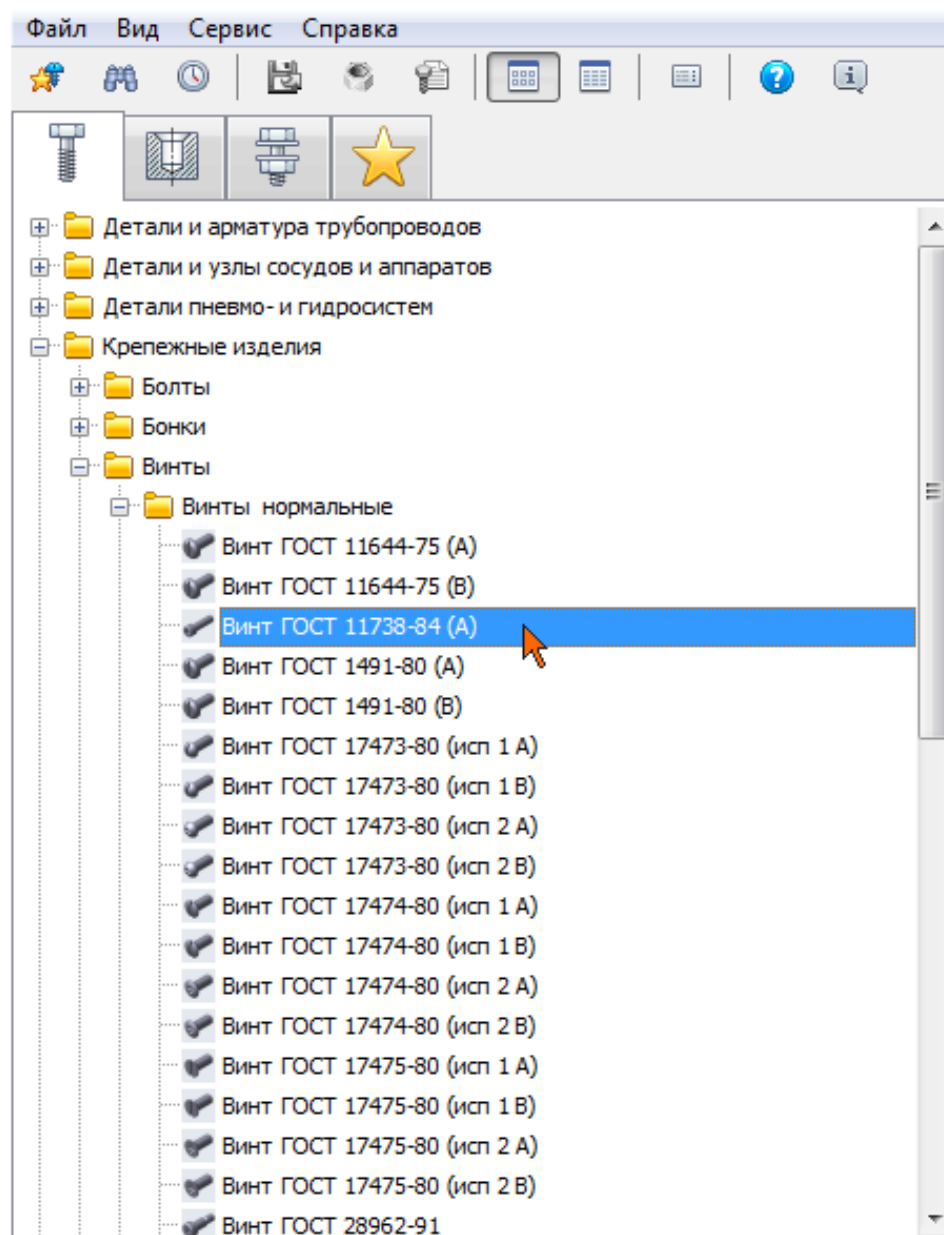 Файл Вид Сервис Справка
Детали и арматура трубопроводов
Детали и узлы сосудов и аппаратов
Детали пневмо- и гидросистем
Крепежные изделия
Болты
Бонки
Винты
Винты нормальные
Винт ГОСТ 11644-75 (А)
Винт ГОСТ 11644-75 (В)
Винт ГОСТ 11738-84 (А)
Винт ГОСТ 1491-80 (А)
Винт ГОСТ 1491-80 (В)
Винт ГОСТ 17473-80 (исп 1 А)
Винт ГОСТ 17473-80 (исп 1 В)
Винт ГОСТ 17473-80 (исп 2 А)
Винт ГОСТ 17473-80 (исп 2 В)
Винт ГОСТ 17474-80 (исп 1 А)
Винт ГОСТ 17474-80 (исп 1 В)
Винт ГОСТ 17474-80 (исп 2 А)
Винт ГОСТ 17474-80 (исп 2 В)
Винт ГОСТ 17475-80 (исп 1 А)
Винт ГОСТ 17475-80 (исп 1 В)
Винт ГОСТ 17475-80 (исп 2 А)
Винт ГОСТ 17475-80 (исп 2 В)
Винт ГОСТ 28962-91